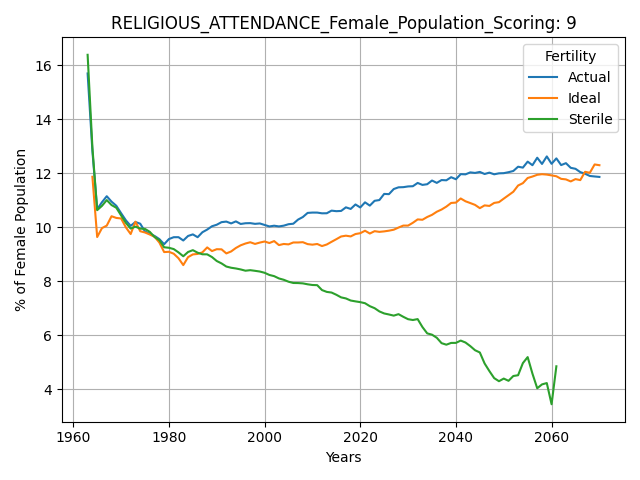 RELIGIOUS_ATTENDANCE_Female_Population_Scoring: 9
Fertility
Actual
Ideal
Sterile
% of Female Population
16
14
12
10
8
6
4
1960 1980 2000 2020 2040 2060
Years